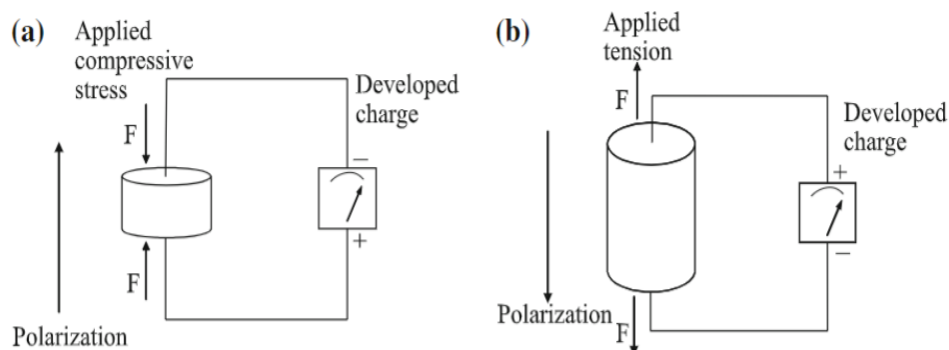 (a)
Applied
compressive
stress
F
F
Polarization
Developed
charge
−
+
(b)
Applied
tension
F
Developed
charge
+
−
Polarization
F